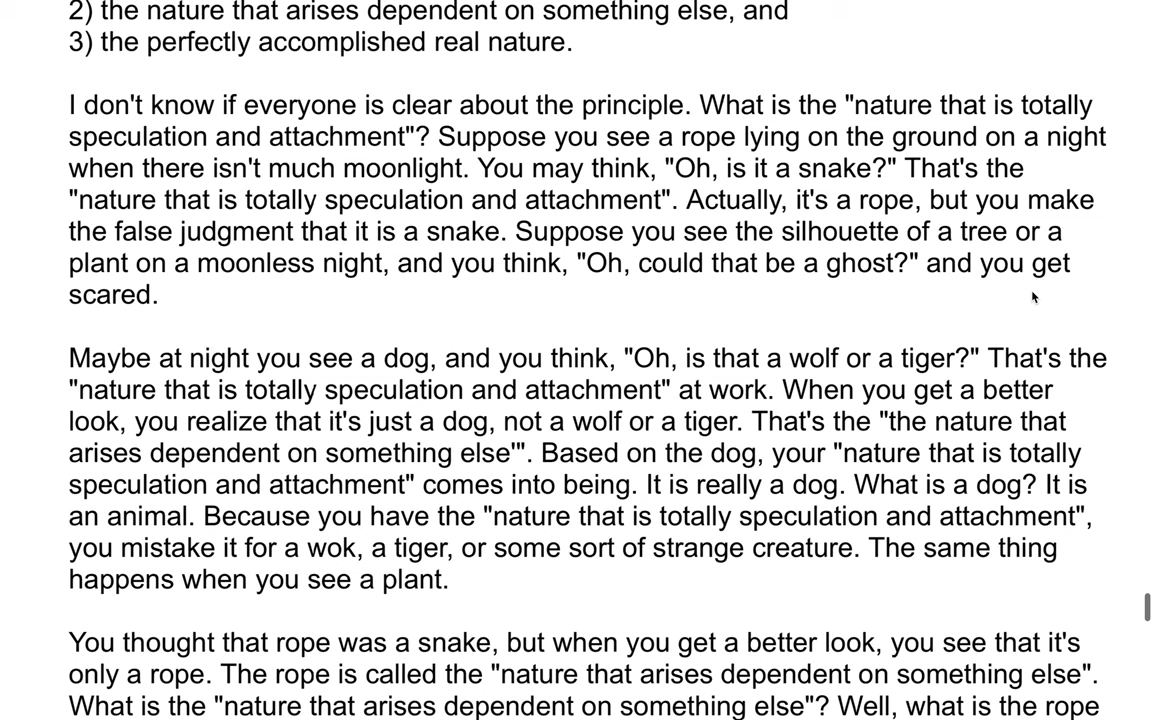 2) the nature that arises dependent on something else, and
3) the perfectly accomplished real nature.
I don't know if everyone is clear about the principle. What is the "nature that is totally
speculation and attachment"? Suppose you see a rope lying on the ground on a night
when there isn't much moonlight. You may think, "Oh, is it a snake?" That's the
"nature that is totally speculation and attachment". Actually, it's a rope, but you make
the false judgment that it is a snake. Suppose you see the silhouette of a tree or a
plant on a moonless night, and you think, "Oh, could that be a ghost?" and you get
scared.
Maybe at night you see a dog, and you think, "Oh, is that a wolf or a tiger?" That's the
"nature that is totally speculation and attachment" at work. When you get a better
look, you realize that it's just a dog, not a wolf or a tiger. That's the "the nature that
arises dependent on something else'". Based on the dog, your "nature that is totally
speculation and attachment" comes into being. It is really a dog. What is a dog? It is
an animal. Because you have the "nature that is totally speculation and attachment",
you mistake it for a wok, a tiger, or some sort of strange creature. The same thing
happens when you see a plant.
You thought that rope was a snake, but when you get a better look, you see that it's
only a rope. The rope is called the "nature that arises dependent on something else".
What is the "nature that arises dependent on something else"? Well, what is the rope